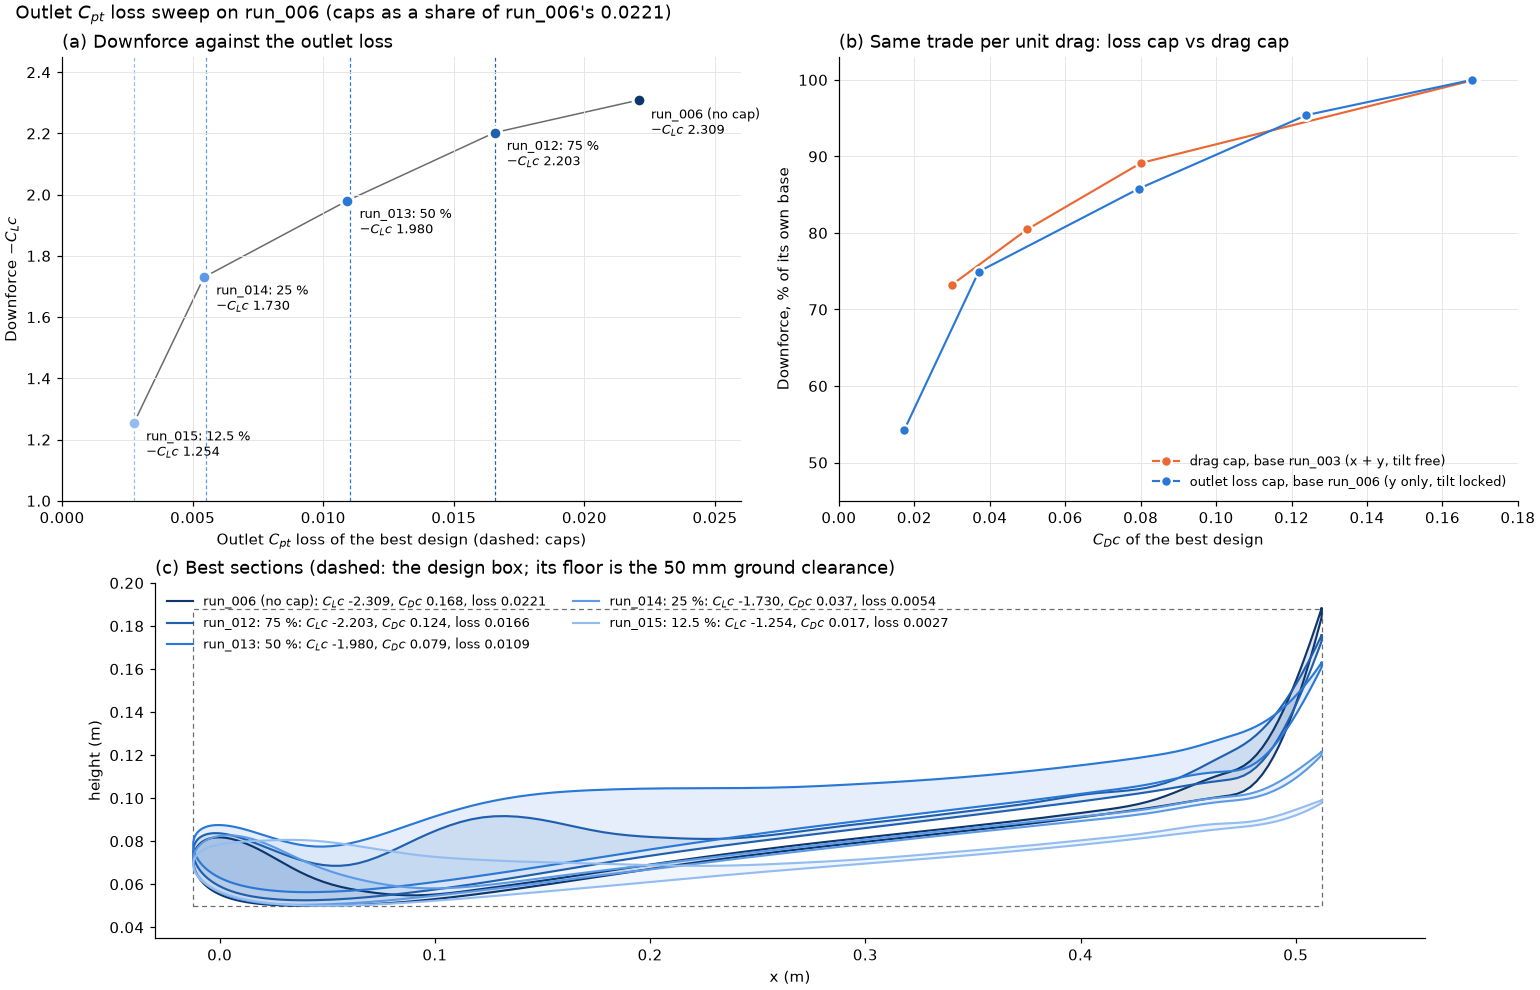 Outlet Cpt loss sweep on run_006 (caps as a share of run_006's 0.0221)
(a) Downforce against the outlet loss
2.4
2.2
2.0
1.8
1.6
1.4
1.2
1.0
Downforce −CLc
run_006 (no cap)
−CLc 2.309
run_012: 75 %
−CLc 2.203
run_013: 50 %
−CLc 1.980
run_014: 25 %
−CLc 1.730
run_015: 12.5 %
−CLc 1.254
0.000 0.005 0.010 0.015 0.020 0.025
Outlet Cpt loss of the best design (dashed: caps)
(b) Same trade per unit drag: loss cap vs drag cap
100
90
80
70
60
50
Downforce, % of its own base
drag cap, base run_003 (x + y, tilt free)
outlet loss cap, base run_006 (y only, tilt locked)
0.00 0.02 0.04 0.06 0.08 0.10 0.12 0.14 0.16 0.18
CDc of the best design
(c) Best sections (dashed: the design box; its floor is the 50 mm ground clearance)
0.20
0.18
0.16
0.14
0.12
0.10
0.08
0.06
0.04
height (m)
run_006 (no cap): CLc -2.309, CDc 0.168, loss 0.0221
run_012: 75 %: CLc -2.203, CDc 0.124, loss 0.0166
run_013: 50 %: CLc -1.980, CDc 0.079, loss 0.0109
run_014: 25 %: CLc -1.730, CDc 0.037, loss 0.0054
run_015: 12.5 %: CLc -1.254, CDc 0.017, loss 0.0027
0.0 0.1 0.2 0.3 0.4 0.5
x (m)